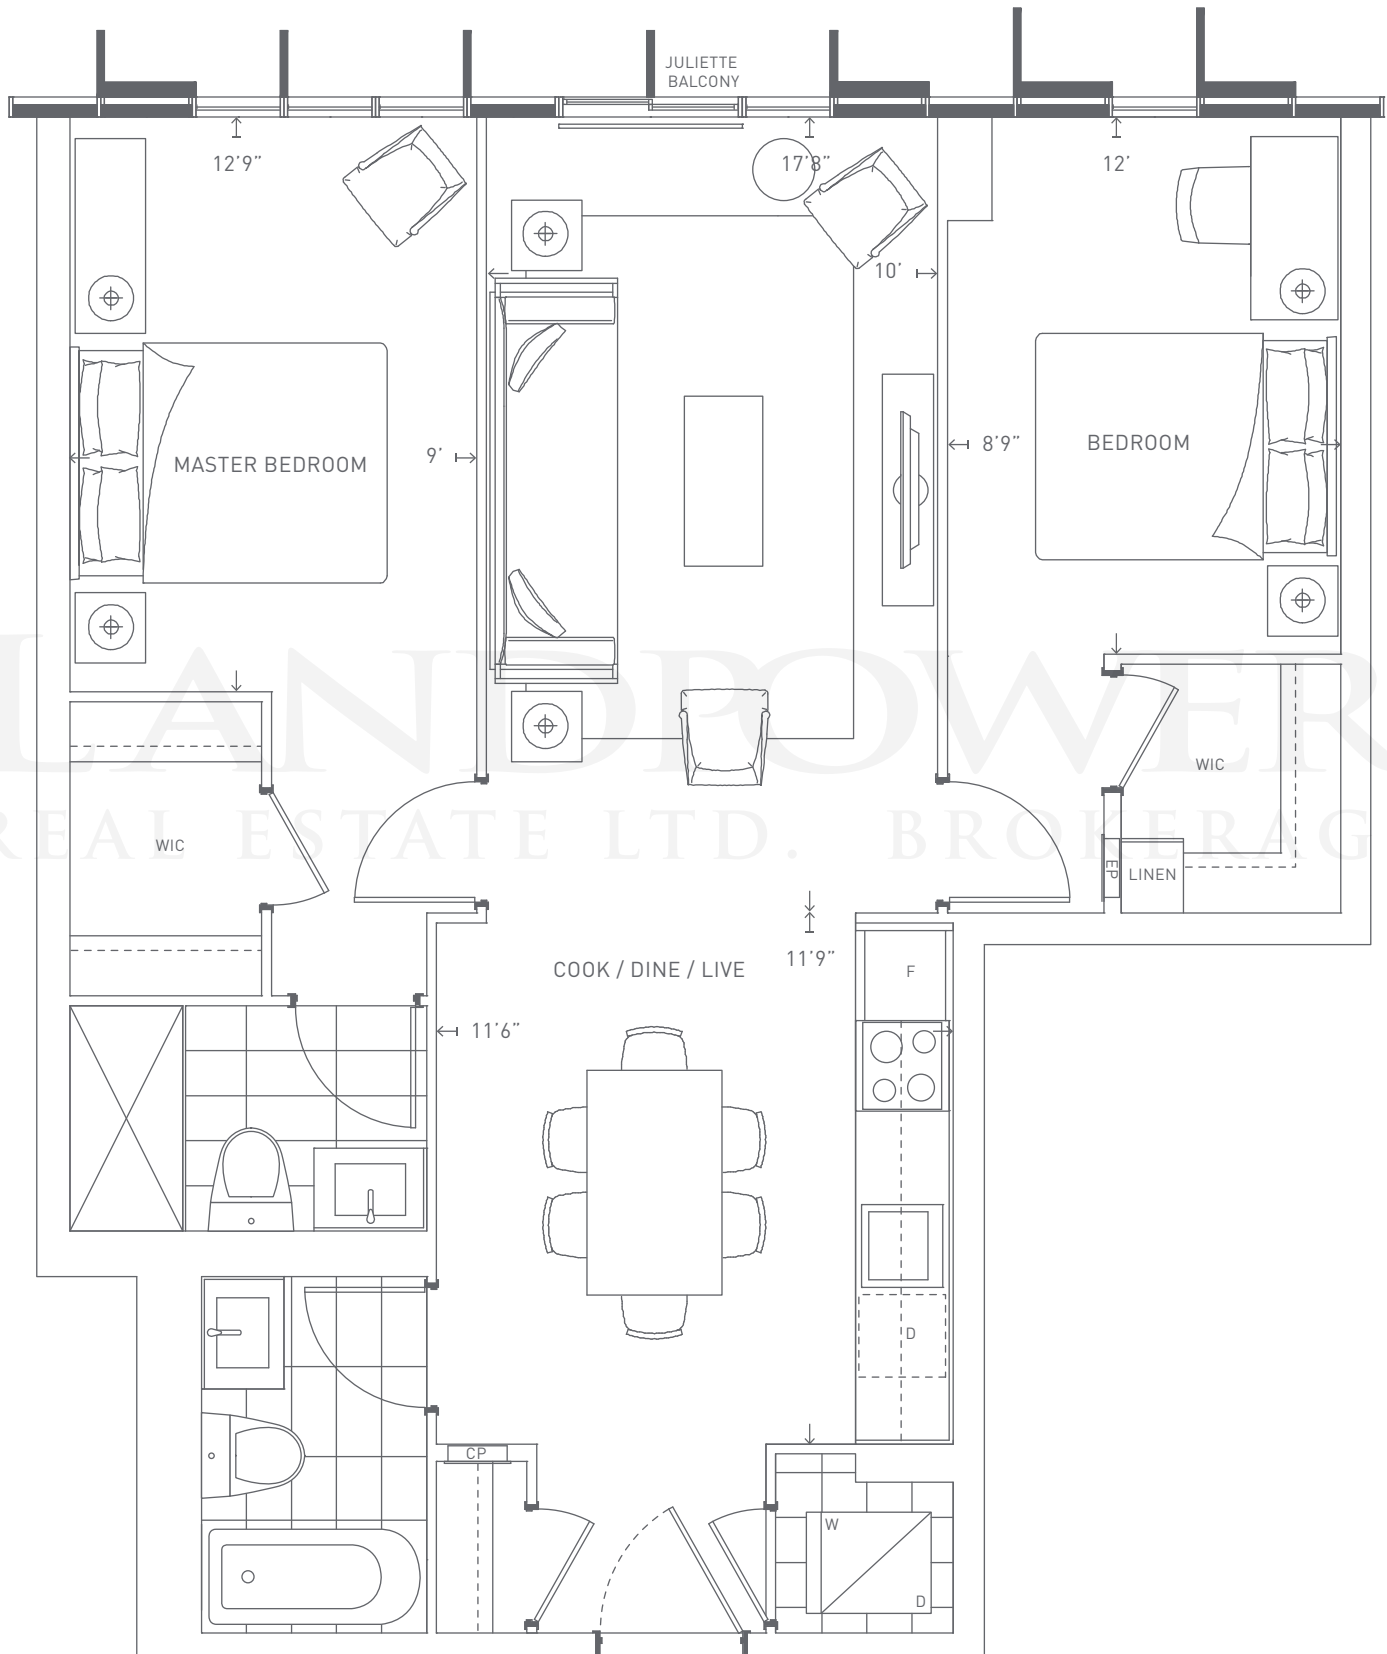 JULIETTE
BALCONY
12'9”
17'8”
12'
10'
MASTER BEDROOM
9'
8'9”
BEDROOM
LANDPOWER
REAL ESTATE LTD. BROKERAG
WIC
WIC
EP
LINEN
COOK / DINE / LIVE
11'9”
F
11'6”
D
CP
W
D